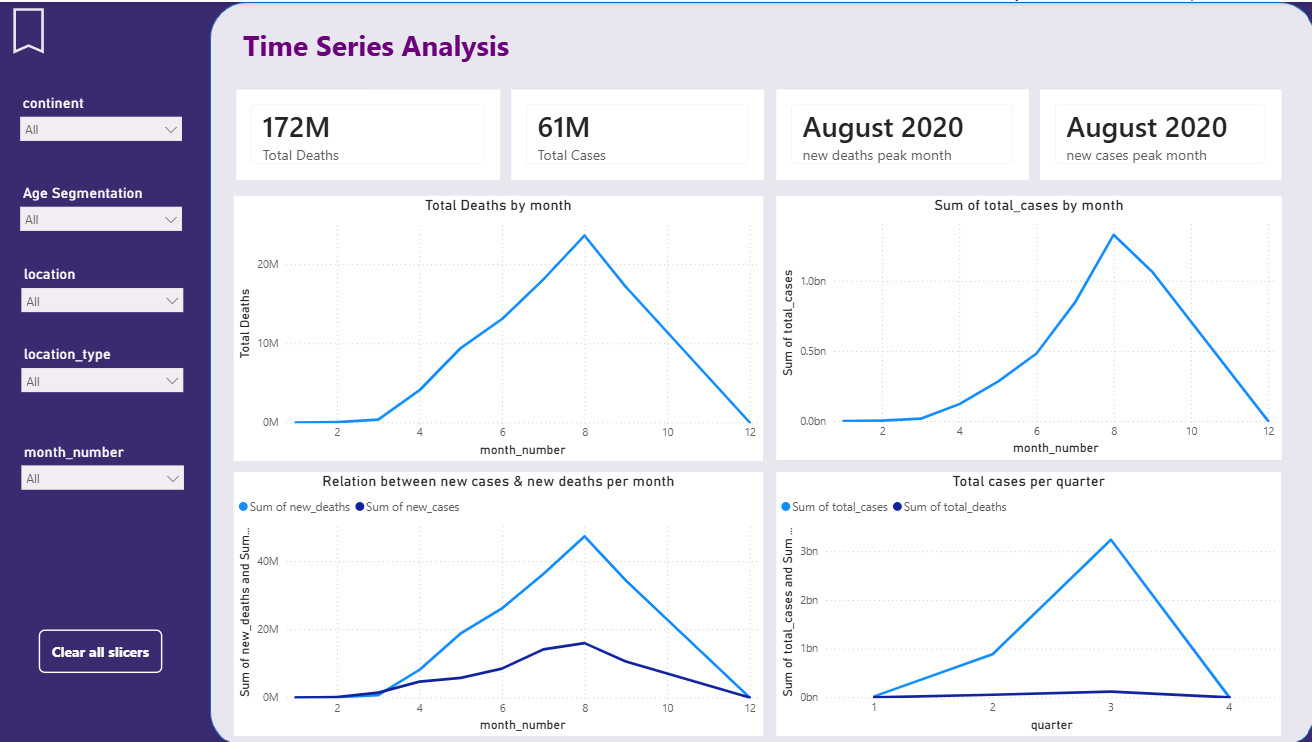 Time Series Analysis
continent
All
Age Segmentation
All
location
All
location_type
All
month_number
All
Clear all slicers
172M
Total Deaths
61M
Total Cases
August 2020
new deaths peak month
August 2020
new cases peak month
Total Deaths by month
Total Deaths
20M
10M
0M
2 4 6 8 10 12
month_number
Sum of total_cases by month
Sum of total_cases
1.0bn
0.5bn
0.0bn
2 4 6 8 10 12
month_number
Relation between new cases & new deaths per month
Sum of new_deaths Sum of new_cases
Sum of new_deaths and Sum...
40M
20M
0M
2 4 6 8 10 12
month_number
Total cases per quarter
Sum of total_cases Sum of total_deaths
Sum of total_cases and Sum ...
3bn
2bn
1bn
0bn
1 2 3 4
quarter